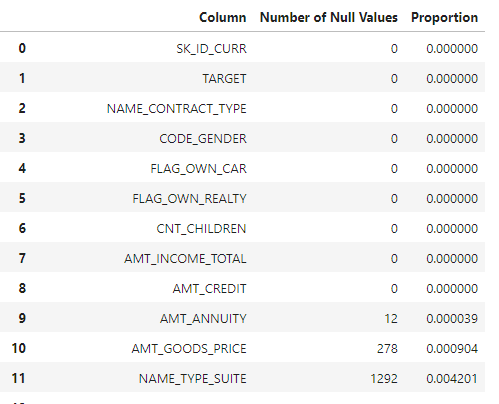 Column Number of Null Values Proportion
0 SK_ID_CURR 0 0.000000
1 TARGET 0 0.000000
2 NAME_CONTRACT_TYPE 0 0.000000
3 CODE_GENDER 0 0.000000
4 FLAG_OWN_CAR 0 0.000000
5 FLAG_OWN_REALTY 0 0.000000
6 CNT_CHILDREN 0 0.000000
7 AMT_INCOME_TOTAL 0 0.000000
8 AMT_CREDIT 0 0.000000
9 AMT_ANNUITY 12 0.000039
10 AMT_GOODS_PRICE 278 0.000904
11 NAME_TYPE_SUITE 1292 0.004201